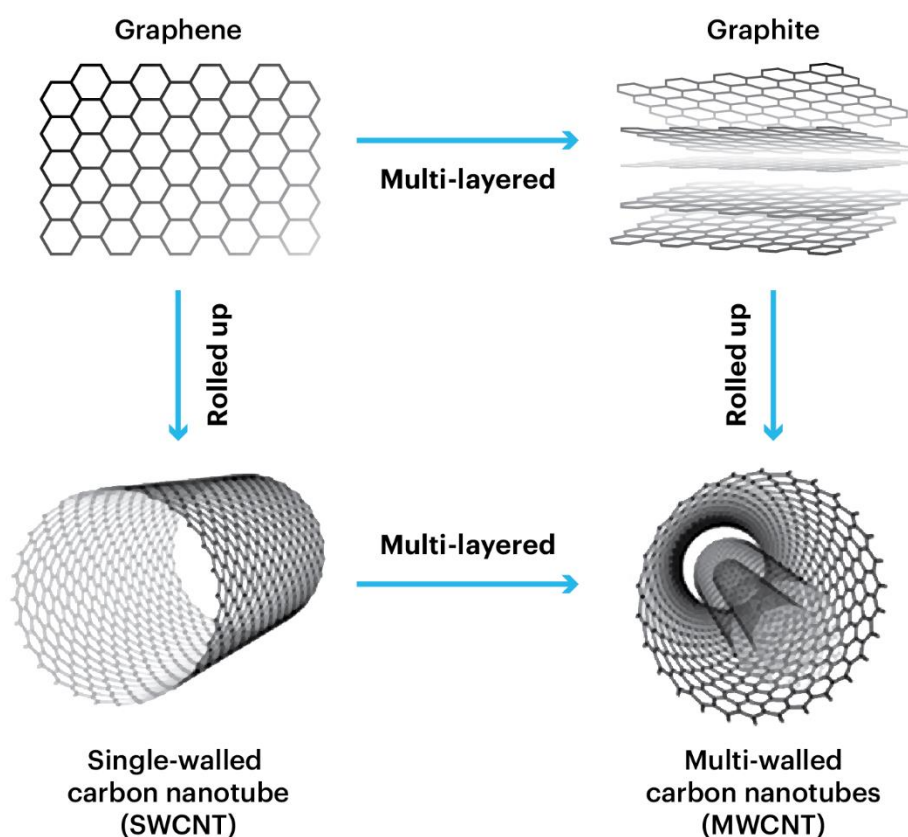 Graphene
Graphite
Multi-layered
Rolled up
Rolled up
Multi-layered
Single-walled
carbon nanotube
(SWCNT)
Multi-walled
carbon nanotubes
(MWCNT)